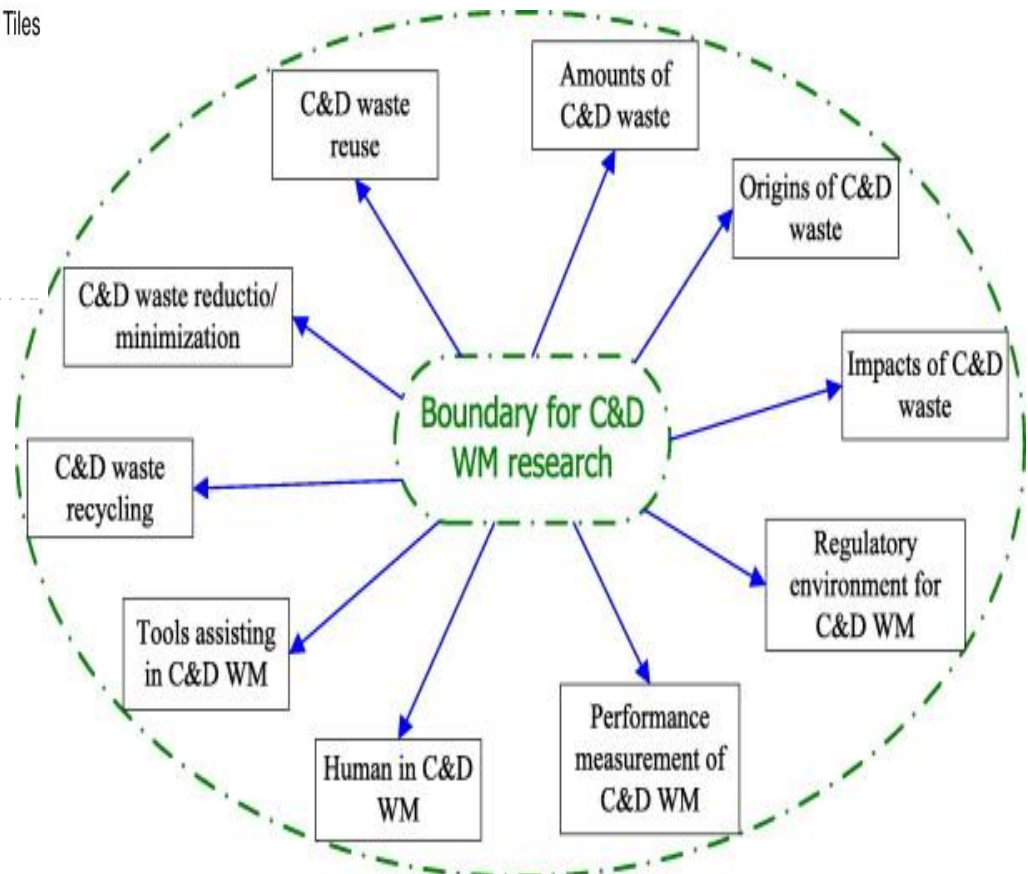 Tiles
C&D waste
reuse
Amounts of
C&D waste
Origins of C&D
waste
C&D waste reductio/
minimization
Impacts of C&D
waste
Boundary for C&D
WM research
C&D waste
recycling
Regulatory
environment for
C&D WM
Tools assisting
in C&D WM
Performance
measurement of
C&D WM
Human in C&D
WM